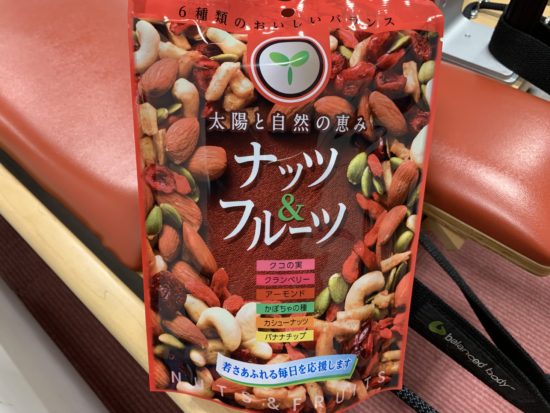 6種類のおいしいバランス
太陽と自然の恵み
ナッツ
&
フルーツ
クコの実
クランベリー
アーモンド
かぼちゃの種
カシューナッツ
バナナチップ
若さあふれる毎日を応援します
NUTS & FRUITS
balanced body